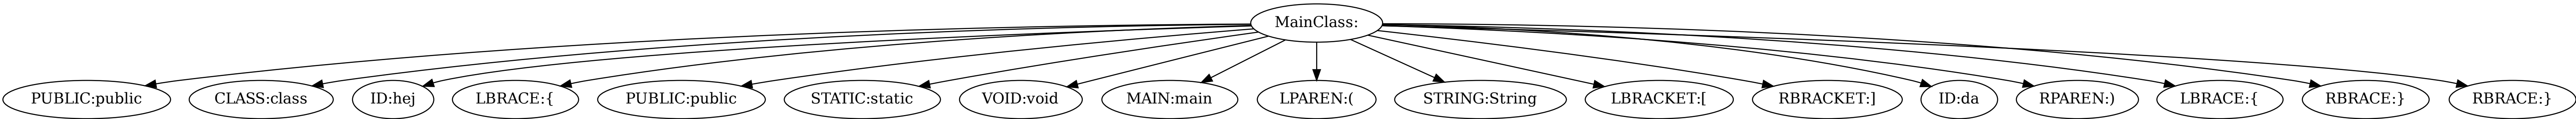 MainClass:
PUBLIC:public CLASS:class ID:hej LBRACE:{ PUBLIC:public STATIC:static VOID:void MAIN:main LPAREN:( STRING:String LBRACKET:[ RBRACKET:] ID:da RPAREN:) LBRACE:{ RBRACE:} RBRACE:}